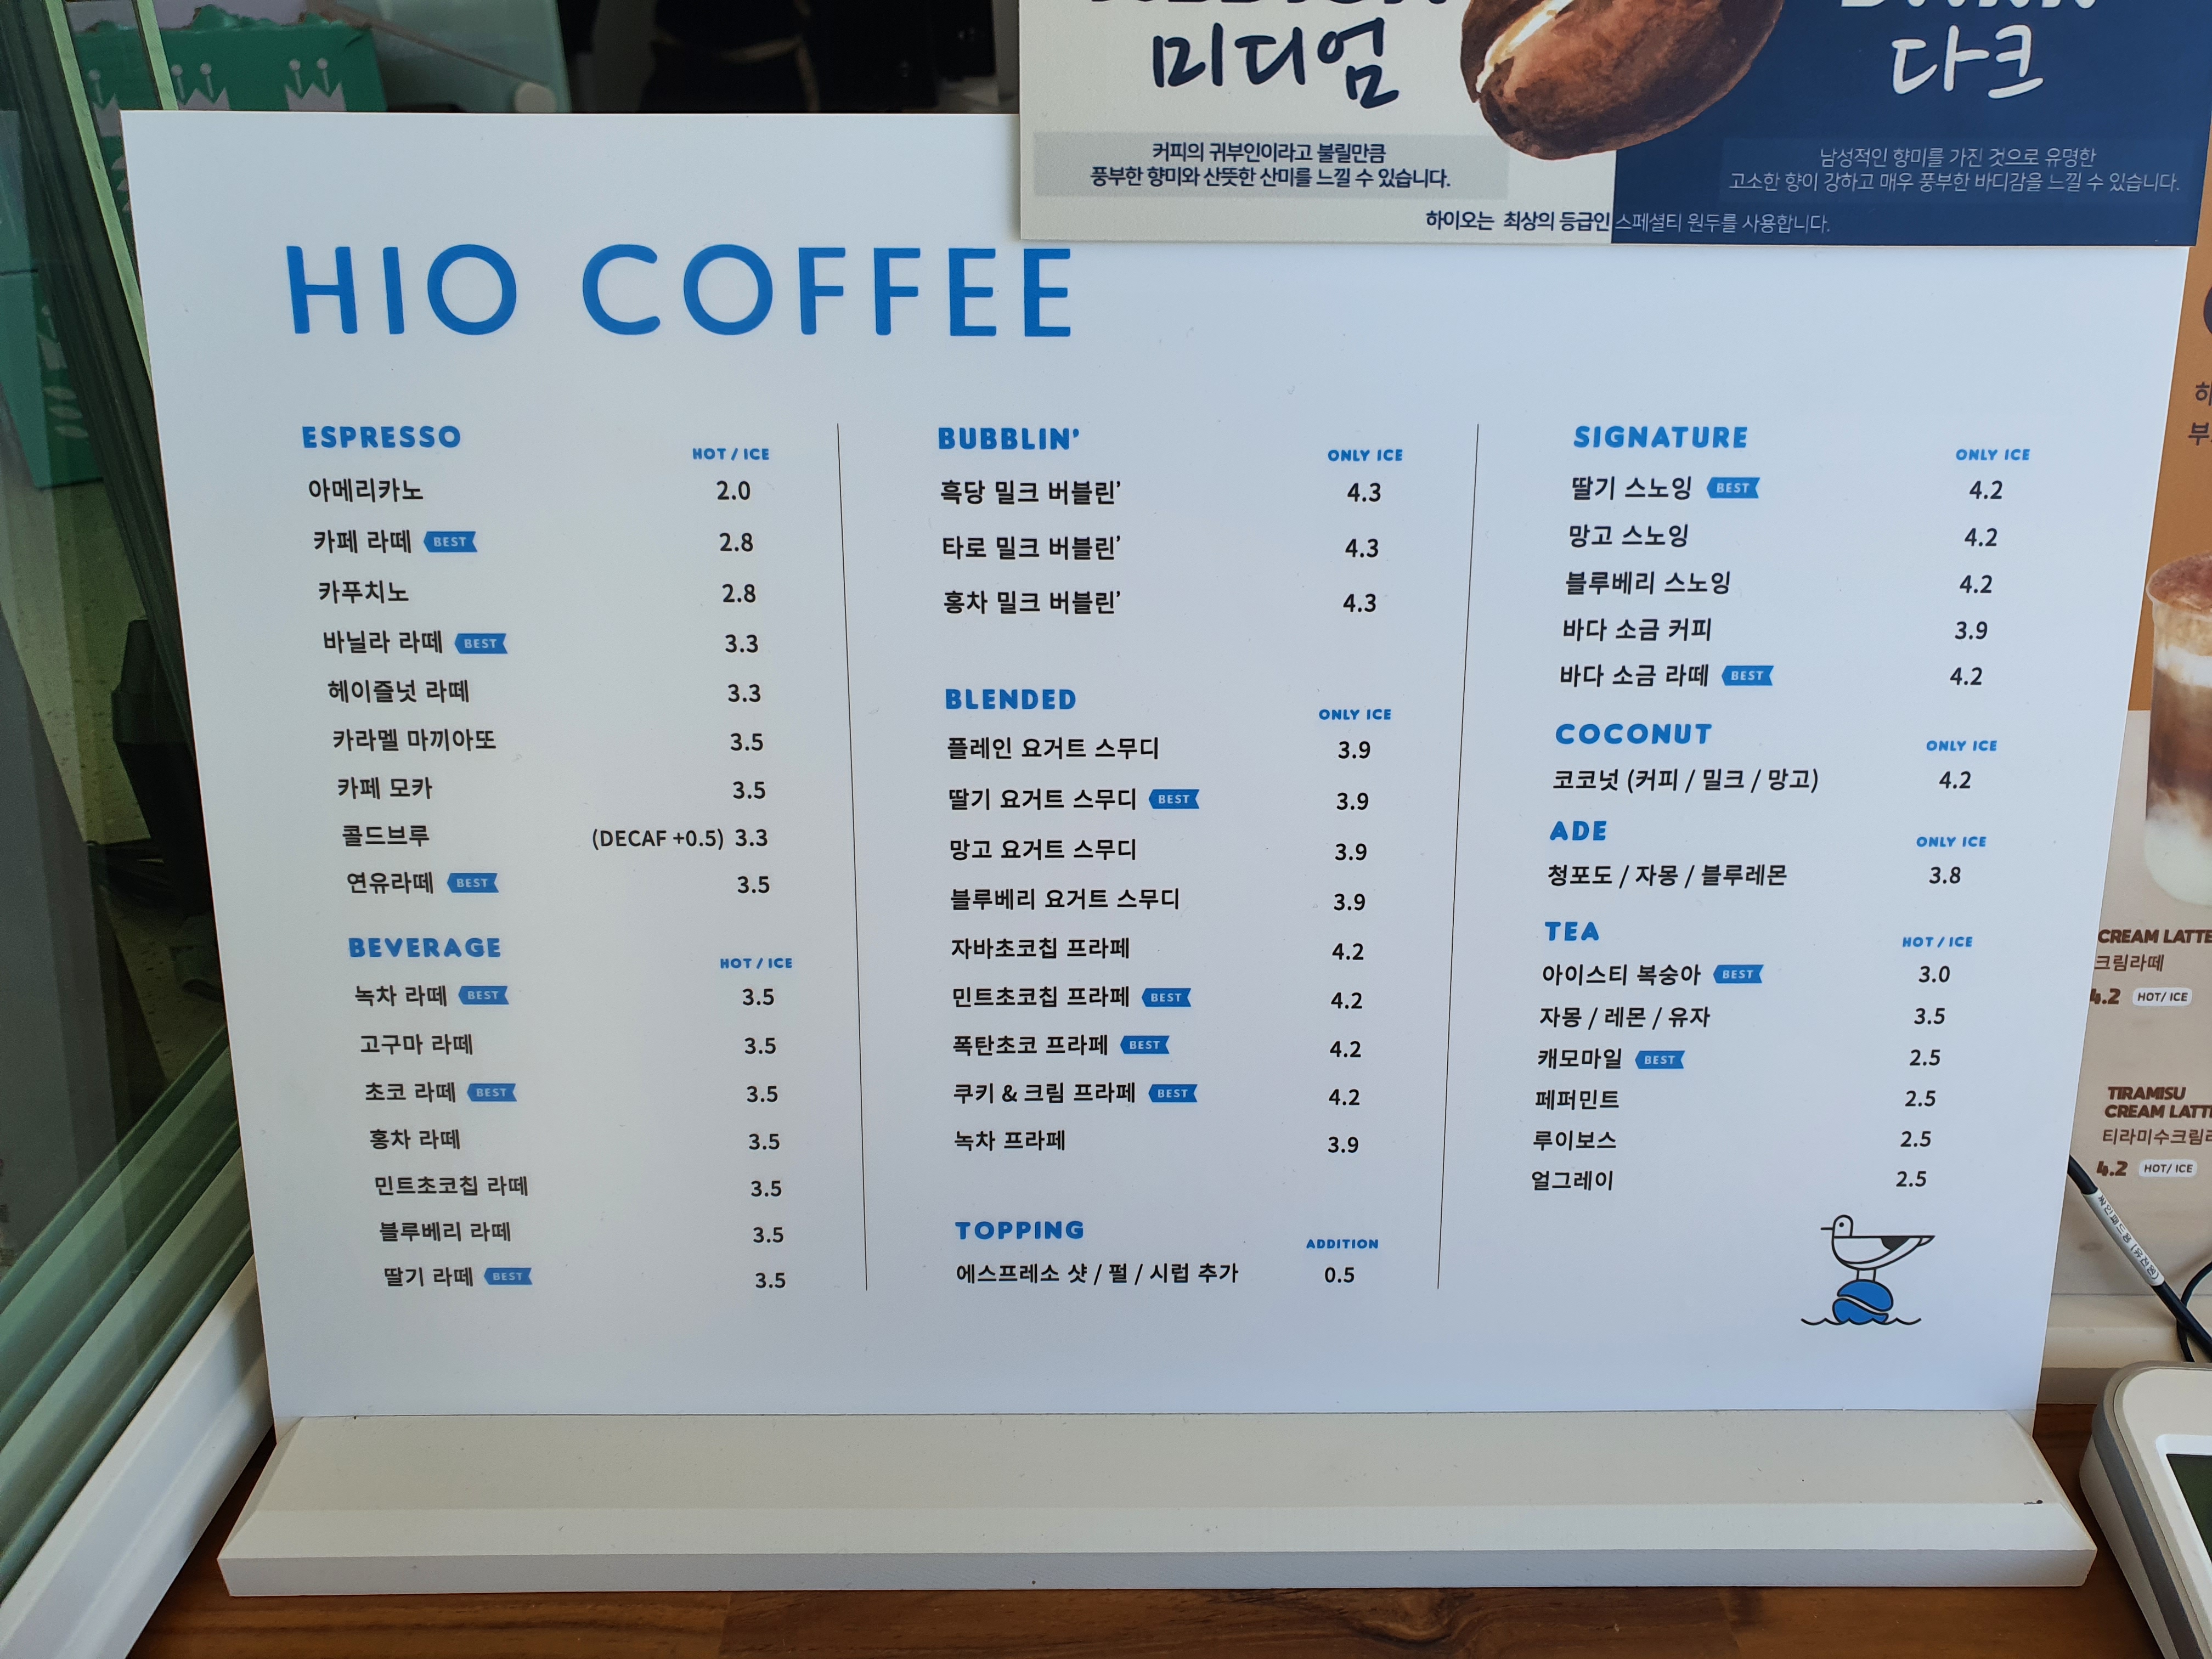 미디엄
다크
커피의 귀부인이라고 불릴만큼
풍부한 향미와 산뜻한 산미를 느낄 수 있습니다.
남성적인 향미를 가진 것으로 유명한
고소한 향이 강하고 매우 풍부한 바디감을 느낄 수 있습니다.
하이오는 최상의 등급인 스페셜티 원두를 사용합니다.
HIO COFFEE
ESPRESSO
HOT / ICE
아메리카노 2.0
카페 라떼 BEST 2.8
카푸치노 2.8
바닐라 라떼 BEST 3.3
헤이즐넛 라떼 3.3
카라멜 마끼아또 3.5
카페 모카 3.5
콜드브루 (DECAF +0.5) 3.3
연유라떼 BEST 3.5
BEVERAGE
HOT / ICE
녹차 라떼 BEST 3.5
고구마 라떼 3.5
초코 라떼 BEST 3.5
홍차 라떼 3.5
민트초코칩 라떼 3.5
블루베리 라떼 3.5
딸기 라떼 BEST 3.5
BUBBLIN'
ONLY ICE
흑당 밀크 버블린' 4.3
타로 밀크 버블린' 4.3
홍차 밀크 버블린' 4.3
BLENDED
ONLY ICE
플레인 요거트 스무디 3.9
딸기 요거트 스무디 BEST 3.9
망고 요거트 스무디 3.9
블루베리 요거트 스무디 3.9
자바초코칩 프라페 4.2
민트초코칩 프라페 BEST 4.2
폭탄초코 프라페 BEST 4.2
쿠키 & 크림 프라페 BEST 4.2
녹차 프라페 3.9
TOPPING
ADDITION
에스프레소 샷 / 펄 / 시럽 추가 0.5
SIGNATURE
ONLY ICE
딸기 스노잉 BEST 4.2
망고 스노잉 4.2
블루베리 스노잉 4.2
바다 소금 커피 3.9
바다 소금 라떼 BEST 4.2
COCONUT
ONLY ICE
코코넛 (커피 / 밀크 / 망고) 4.2
ADE
ONLY ICE
청포도 / 자몽 / 블루레몬 3.8
TEA
HOT / ICE
아이스티 복숭아 BEST 3.0
자몽 / 레몬 / 유자 3.5
캐모마일 BEST 2.5
페퍼민트 2.5
루이보스 2.5
얼그레이 2.5
CREAM LATTE
크림라떼
4.2 HOT/ ICE
TIRAMISU
CREAM LATT
티라미수크림라
4.2 HOT/ ICE